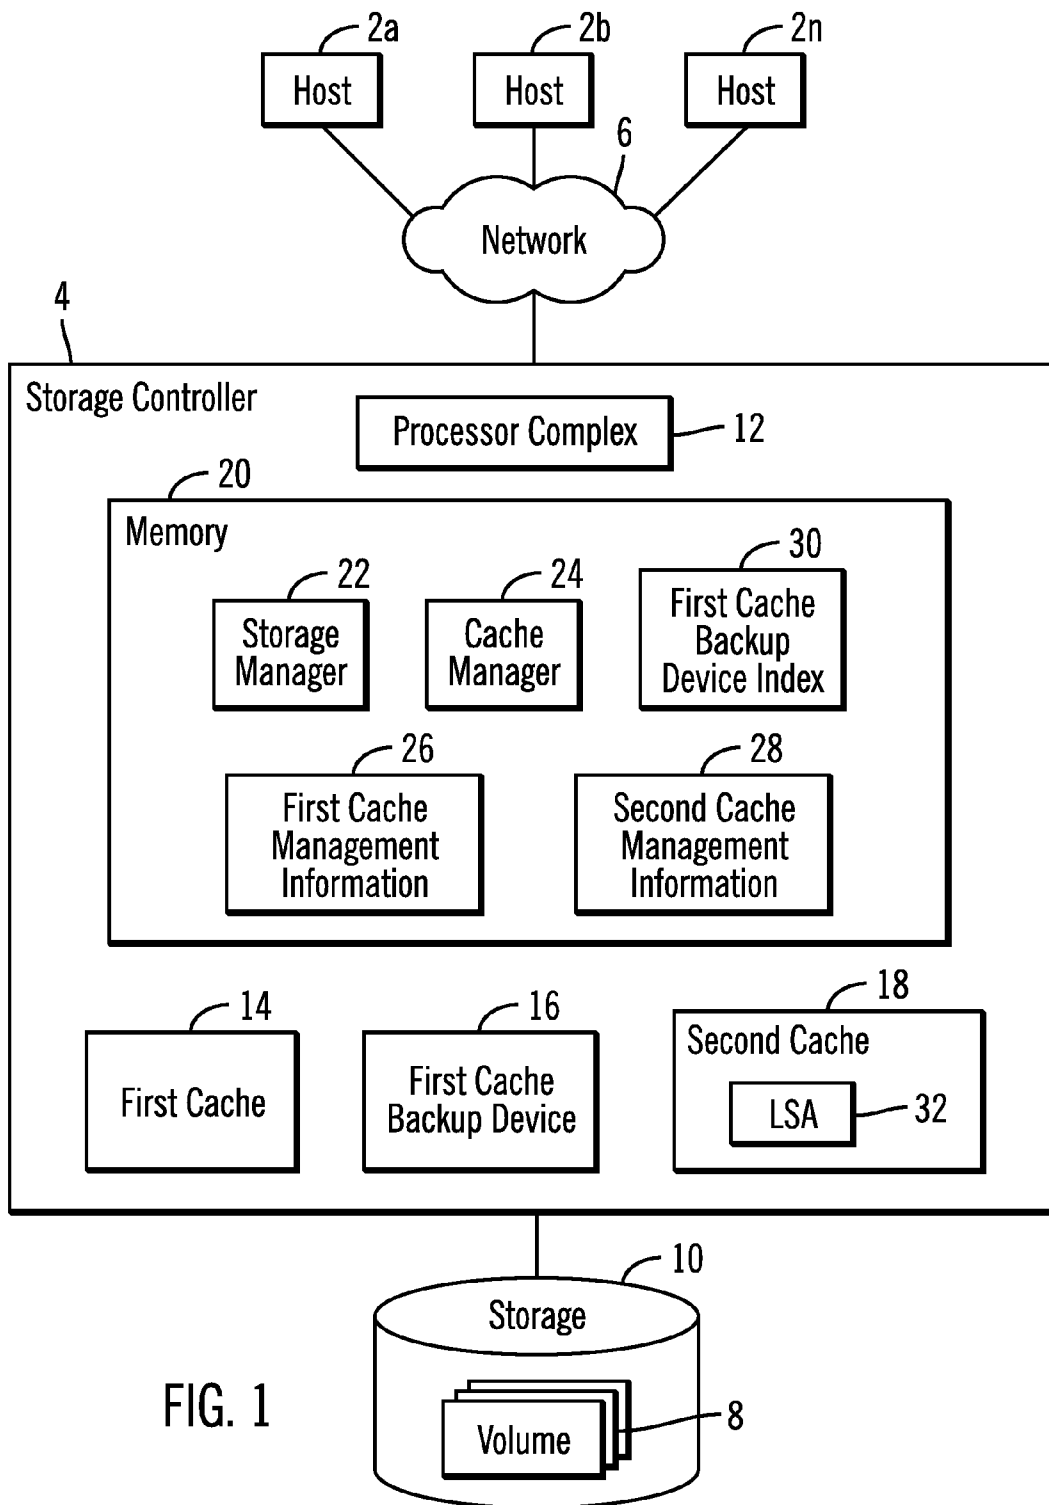 2a
2b
2n
Host
Host
Host
6
Network
4
Storage Controller
Processor Complex
12
20
Memory
22
Storage
Manager
24
Cache
Manager
30
First Cache
Backup
Device Index
26
First Cache
Management
Information
28
Second Cache
Management
Information
14
First Cache
16
First Cache
Backup Device
18
Second Cache
LSA
32
10
Storage
Volume
8
FIG. 1